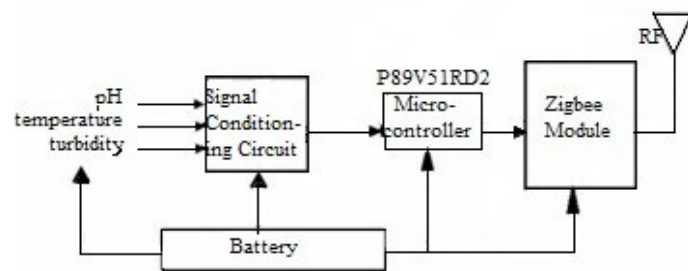 RF
P89V51RD2
pH
temperature
turbidity
Signal
Condition-
ing Circuit
Micro-
controller
Zigbee
Module
Battery